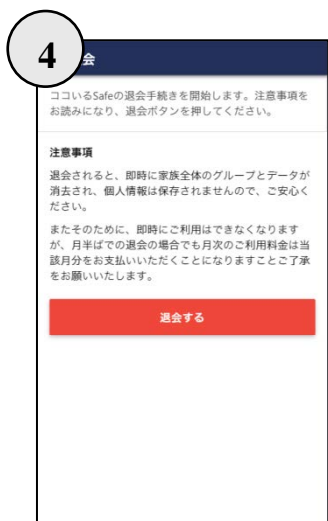 4
会
ココいるSafeの退会手続きを開始します。注意事項を
お読みになり、退会ボタンを押してください。
注意事項
退会されると、即時に家族全体のグループとデータが
消去され、個人情報は保存されませんので、ご安心く
ださい。
またそのために、即時にご利用はできなくなります
が、月半ばでの退会の場合でも月次のご利用料金は当
該月分をお支払いいただくことになりますことご了承
をお願いいたします。
退会する